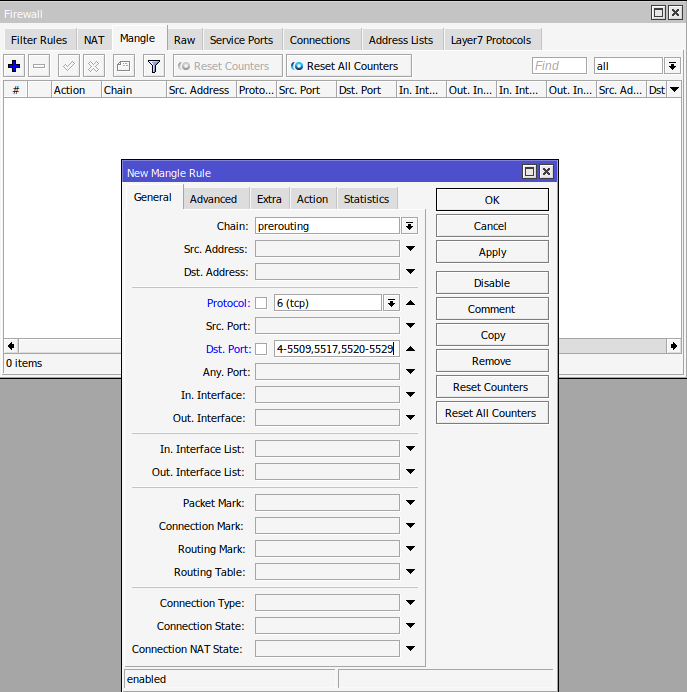 Firewall
Filter Rules NAT Mangle Raw Service Ports Connections Address Lists Layer7 Protocols
Reset Counters Reset All Counters Find all
# Action Chain Src. Address Proto... Src. Port Dst. Port In. Int... Out. In... In. Int... Out. In... Src. Ad... Dst
New Mangle Rule
General Advanced Extra Action Statistics
Chain: prerouting
Src. Address:
Dst. Address:
Protocol: 6 (tcp)
Src. Port:
Dst. Port: 4-5509,5517,5520-5529
Any. Port:
In. Interface:
Out. Interface:
In. Interface List:
Out. Interface List:
Packet Mark:
Connection Mark:
Routing Mark:
Routing Table:
Connection Type:
Connection State:
Connection NAT State:
enabled
OK
Cancel
Apply
Disable
Comment
Copy
Remove
Reset Counters
Reset All Counters
0 items